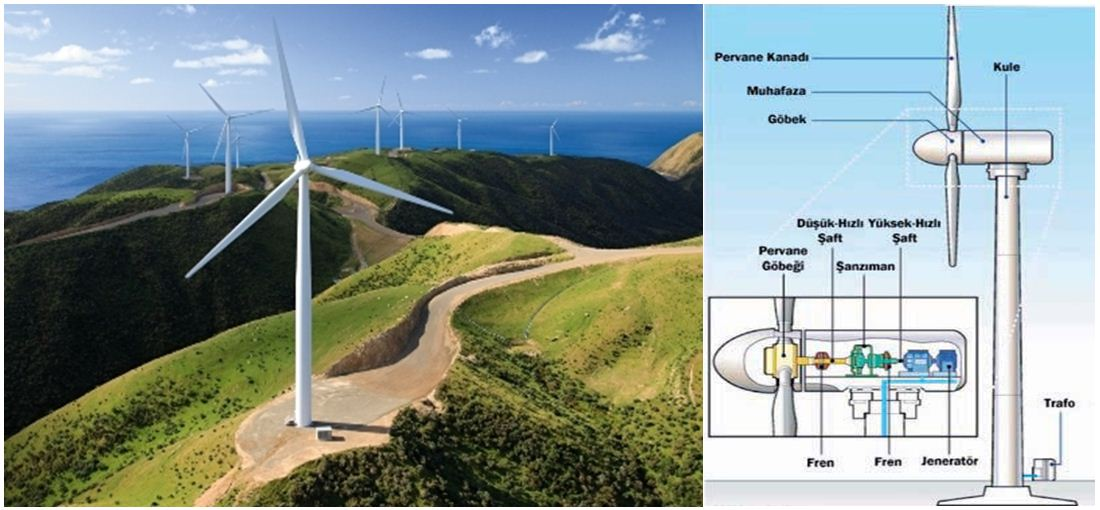 Pervane Kanadı
Kule
Muhafaza
Göbek
Düşük-Hızlı
Şaft
Yüksek-Hızlı
Şaft
Pervane
Göbeği
Şanzıman
Trafo
Fren
Fren
Jeneratör